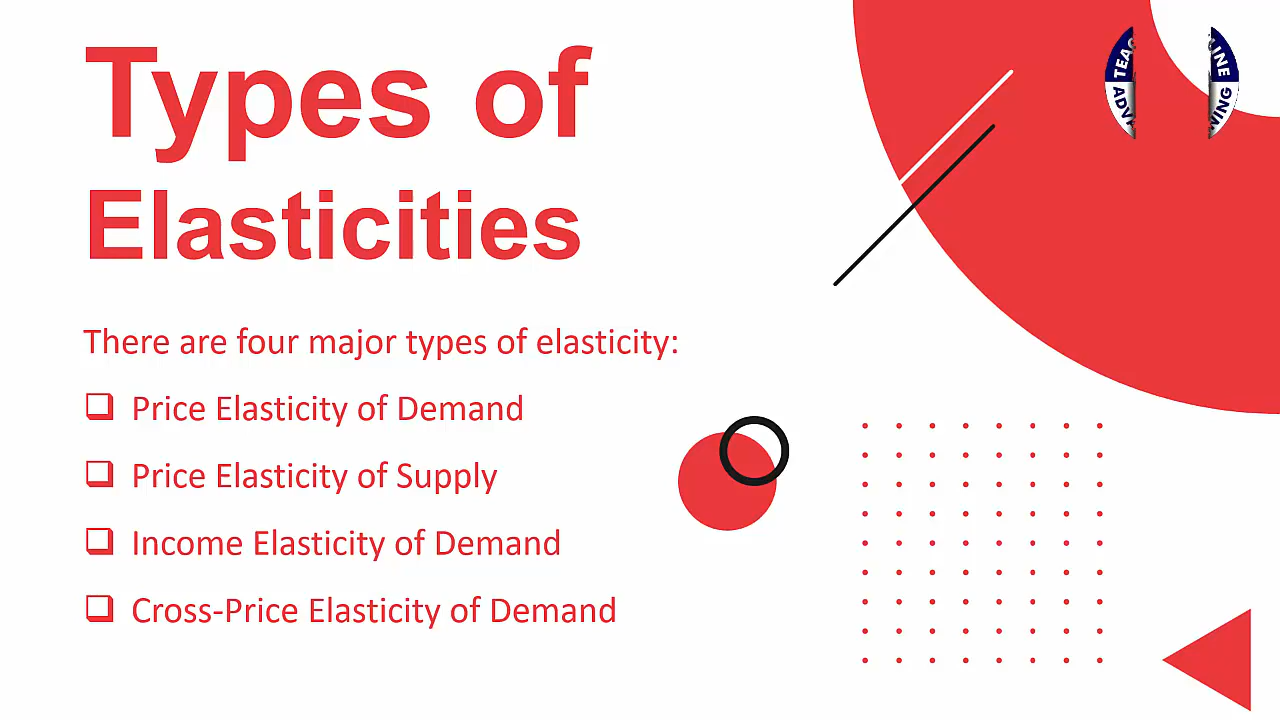 Types of
Elasticities
There are four major types of elasticity:
Price Elasticity of Demand
Price Elasticity of Supply
Income Elasticity of Demand
Cross-Price Elasticity of Demand